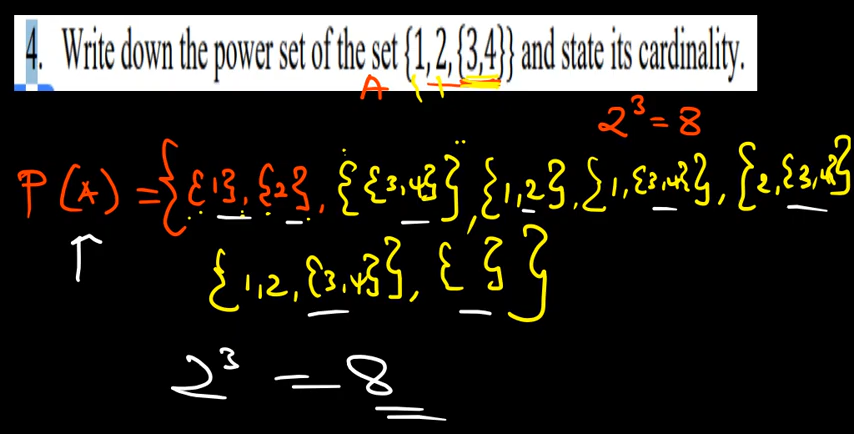 4. Write down the power set of the set {1, 2, {3,4}} and state its cardinality.
A
2³ = 8
P(A) = { {1}, {2}, {{3,4}}, {1,2}, {1,{3,4}}, {2,{3,4}}
{1,2,{3,4}}, { } }
2³ = 8